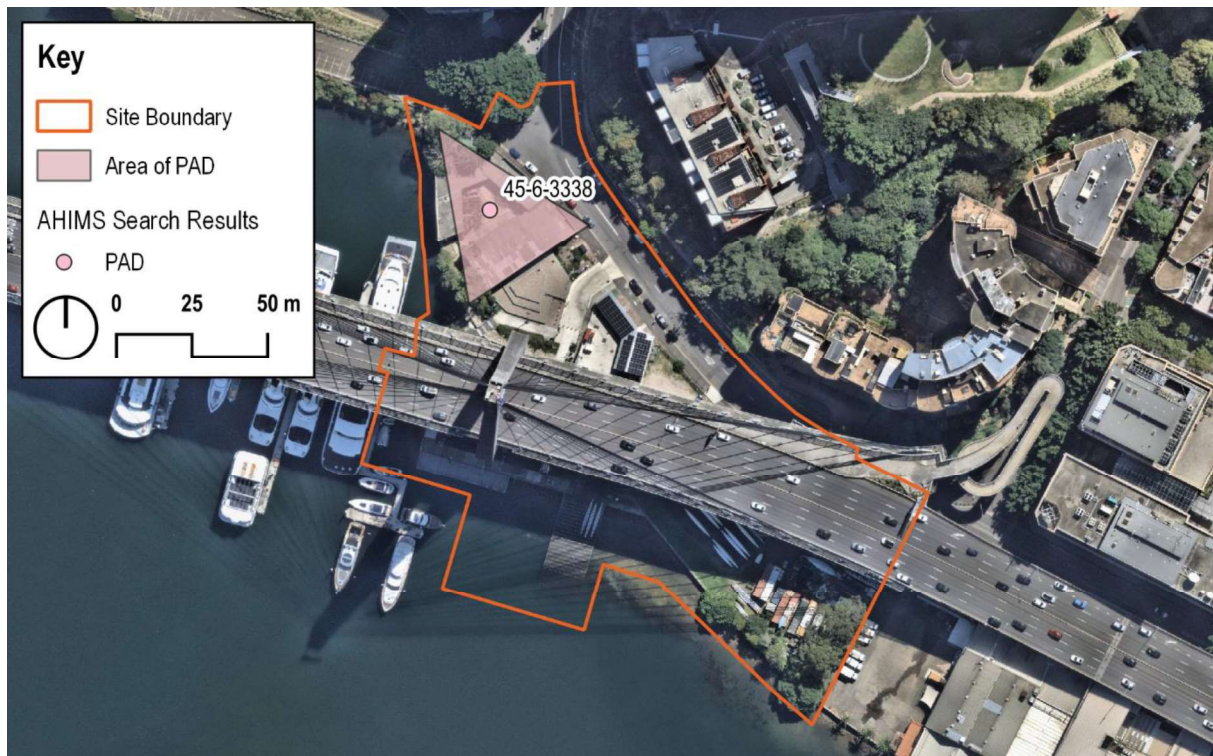 Key
Site Boundary
Area of PAD
AHIMS Search Results
PAD
0 25 50 m
45-6-3338